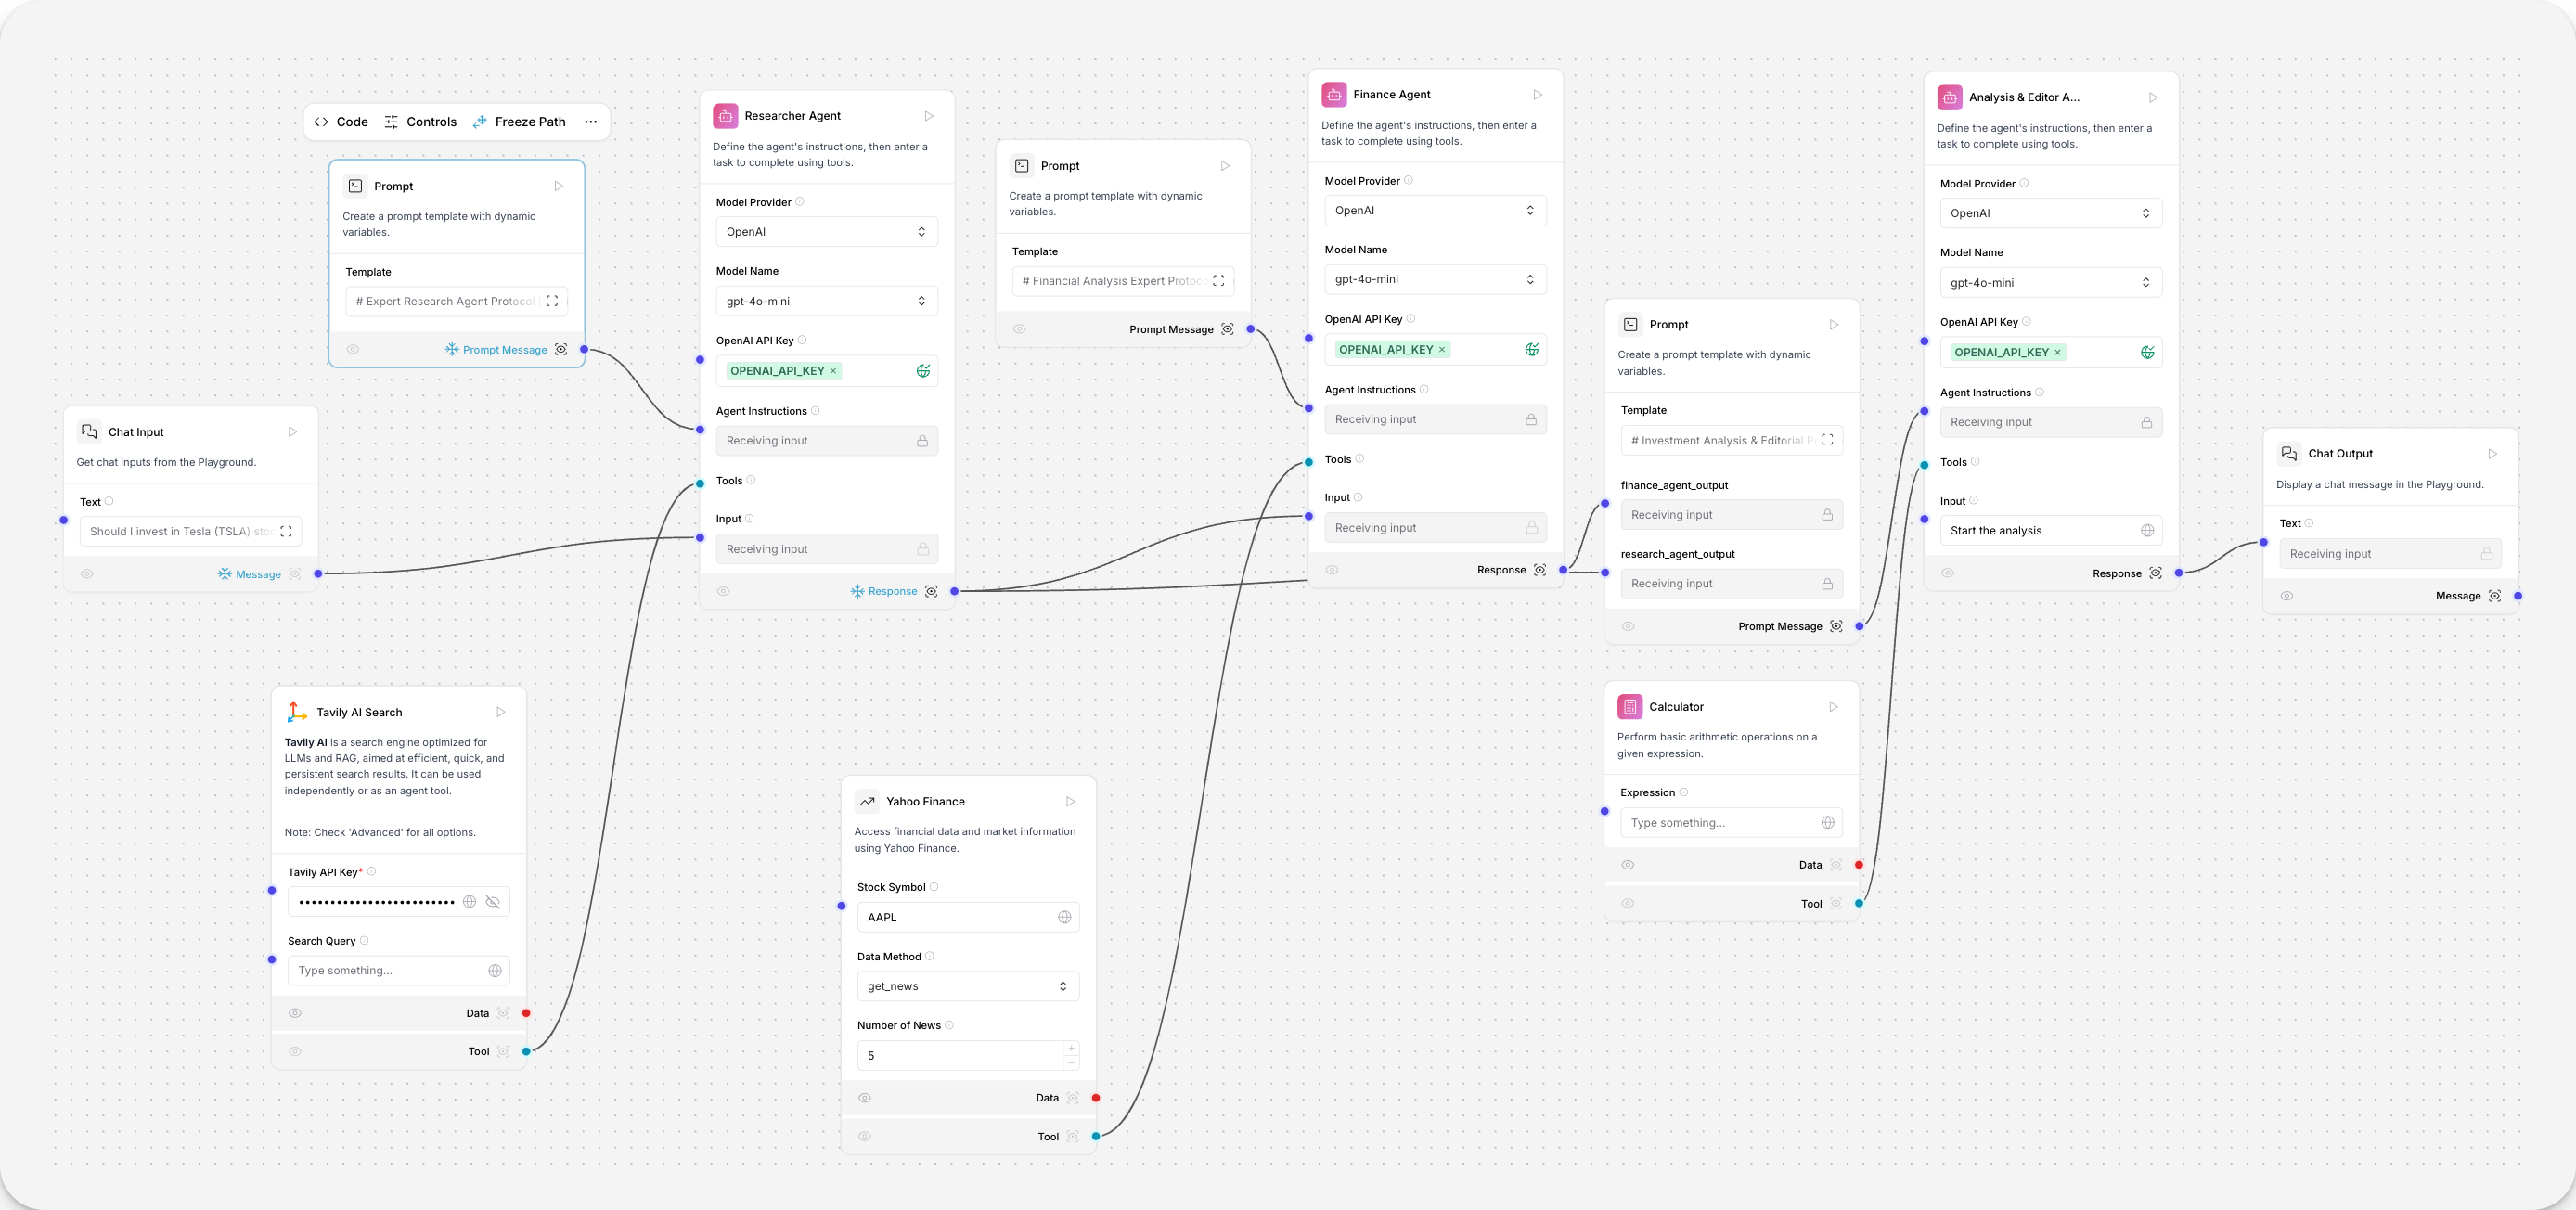 Code Controls Freeze Path ...
Prompt
Create a prompt template with dynamic
variables.
Template
# Expert Research Agent Protocol
Prompt Message
Chat Input
Get chat inputs from the Playground.
Text
Should I invest in Tesla (TSLA) stoc
Message
Tavily AI Search
Tavily AI is a search engine optimized for
LLMs and RAG, aimed at efficient, quick, and
persistent search results. It can be used
independently or as an agent tool.
Note: Check 'Advanced' for all options.
Tavily API Key*
••••••••••••••••••••••••••
Search Query
Type something...
Data
Tool
Researcher Agent
Define the agent's instructions, then enter a
task to complete using tools.
Model Provider
OpenAI
Model Name
gpt-4o-mini
OpenAI API Key
OPENAI_API_KEY ×
Agent Instructions
Receiving input
Tools
Input
Receiving input
Response
Yahoo Finance
Access financial data and market information
using Yahoo Finance.
Stock Symbol
AAPL
Data Method
get_news
Number of News
5
Data
Tool
Prompt
Create a prompt template with dynamic
variables.
Template
# Financial Analysis Expert Protoco
Prompt Message
Finance Agent
Define the agent's instructions, then enter a
task to complete using tools.
Model Provider
OpenAI
Model Name
gpt-4o-mini
OpenAI API Key
OPENAI_API_KEY ×
Agent Instructions
Receiving input
Tools
Input
Receiving input
Response
Prompt
Create a prompt template with dynamic
variables.
Template
# Investment Analysis & Editorial P
finance_agent_output
Receiving input
research_agent_output
Receiving input
Prompt Message
Calculator
Perform basic arithmetic operations on a
given expression.
Expression
Type something...
Data
Tool
Analysis & Editor A...
Define the agent's instructions, then enter a
task to complete using tools.
Model Provider
OpenAI
Model Name
gpt-4o-mini
OpenAI API Key
OPENAI_API_KEY ×
Agent Instructions
Receiving input
Tools
Input
Start the analysis
Response
Chat Output
Display a chat message in the Playground.
Text
Receiving input
Message